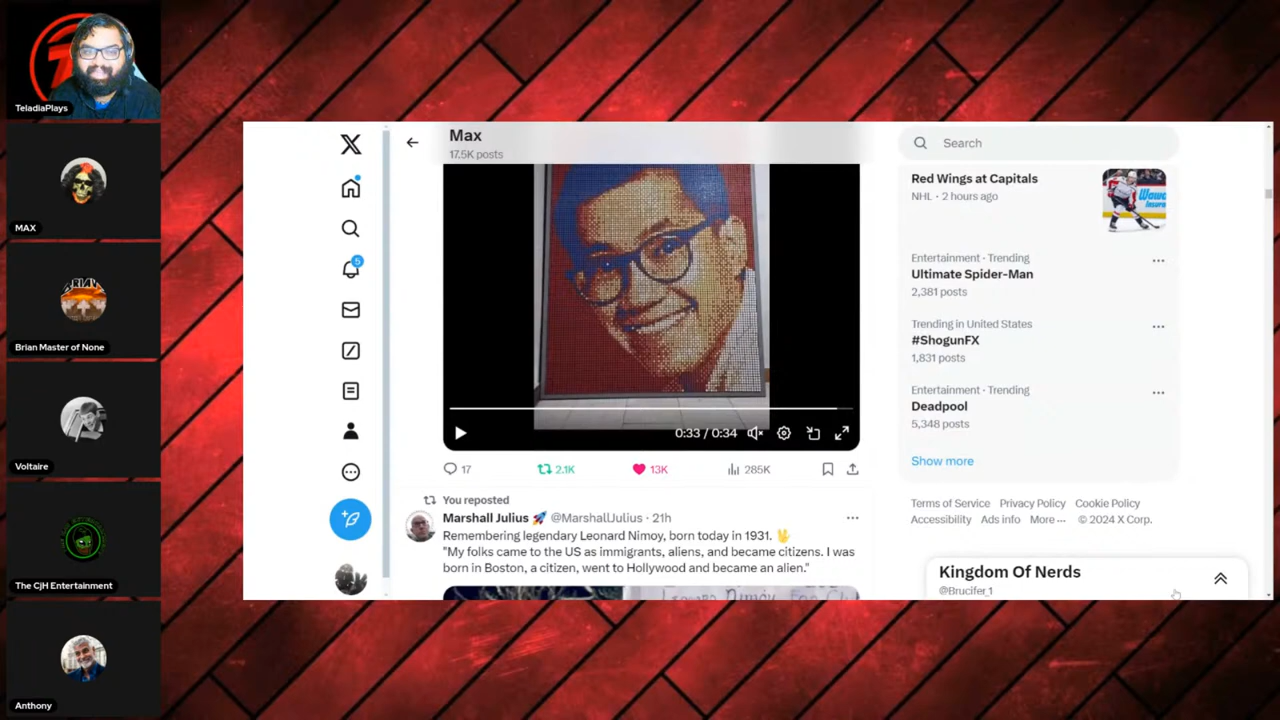 TeladiaPlays
MAX
BRIAN
Brian Master of None
Voltaire
The CJH Entertainment
Anthony
Max
17.5K posts
0:33 / 0:34
17
2.1K
13K
285K
You reposted
Marshall Julius 🚀 @MarshallJulius · 21h
Remembering legendary Leonard Nimoy, born today in 1931. 🖖
"My folks came to the US as immigrants, aliens, and became citizens. I was
born in Boston, a citizen, went to Hollywood and became an alien."
5
Search
Red Wings at Capitals
NHL · 2 hours ago
Entertainment · Trending
Ultimate Spider-Man
2,381 posts
Trending in United States
#ShogunFX
1,831 posts
Entertainment · Trending
Deadpool
5,348 posts
Show more
Terms of Service Privacy Policy Cookie Policy
Accessibility Ads info More ··· © 2024 X Corp.
Kingdom Of Nerds
@Brucifer_1